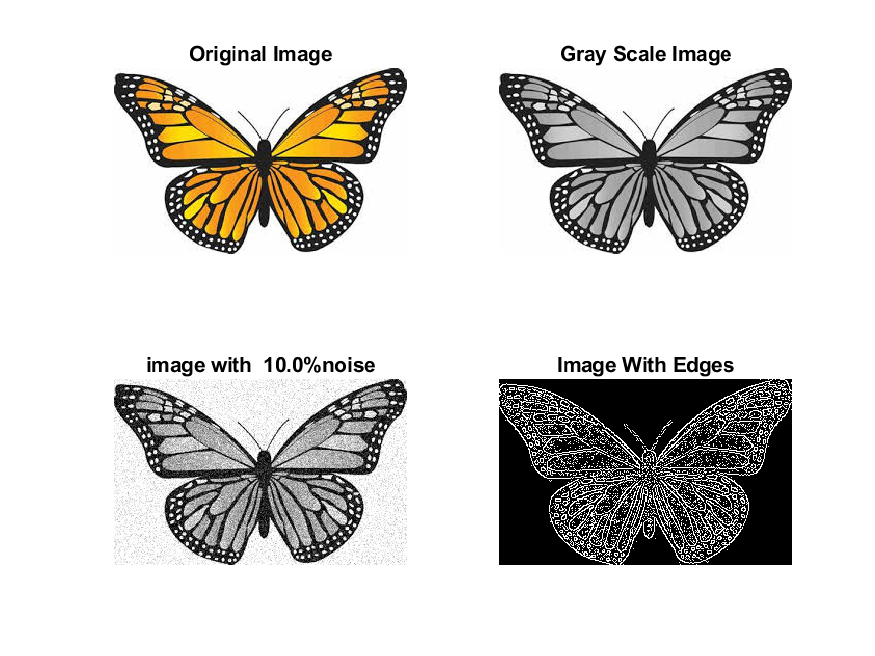 Original Image
Gray Scale Image
image with  10.0%noise
Image With Edges